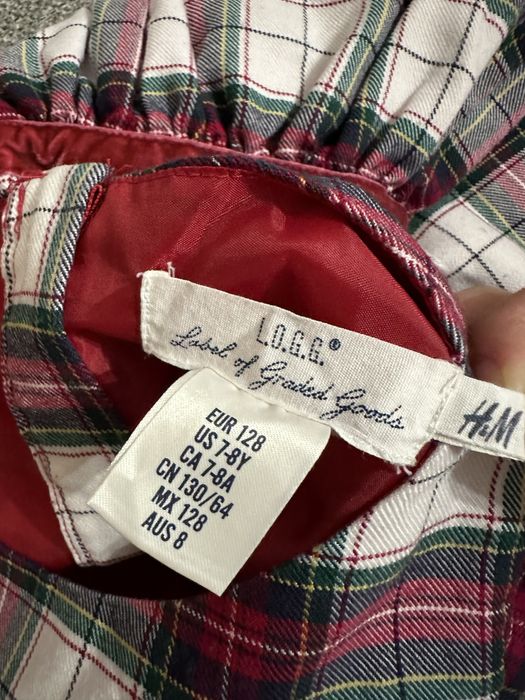 L.O.G.G.®
Label of Graded Goods
H&M
EUR 128
US 7-8Y
CA 7-8A
CN 130/64
MX 128
AUS 8